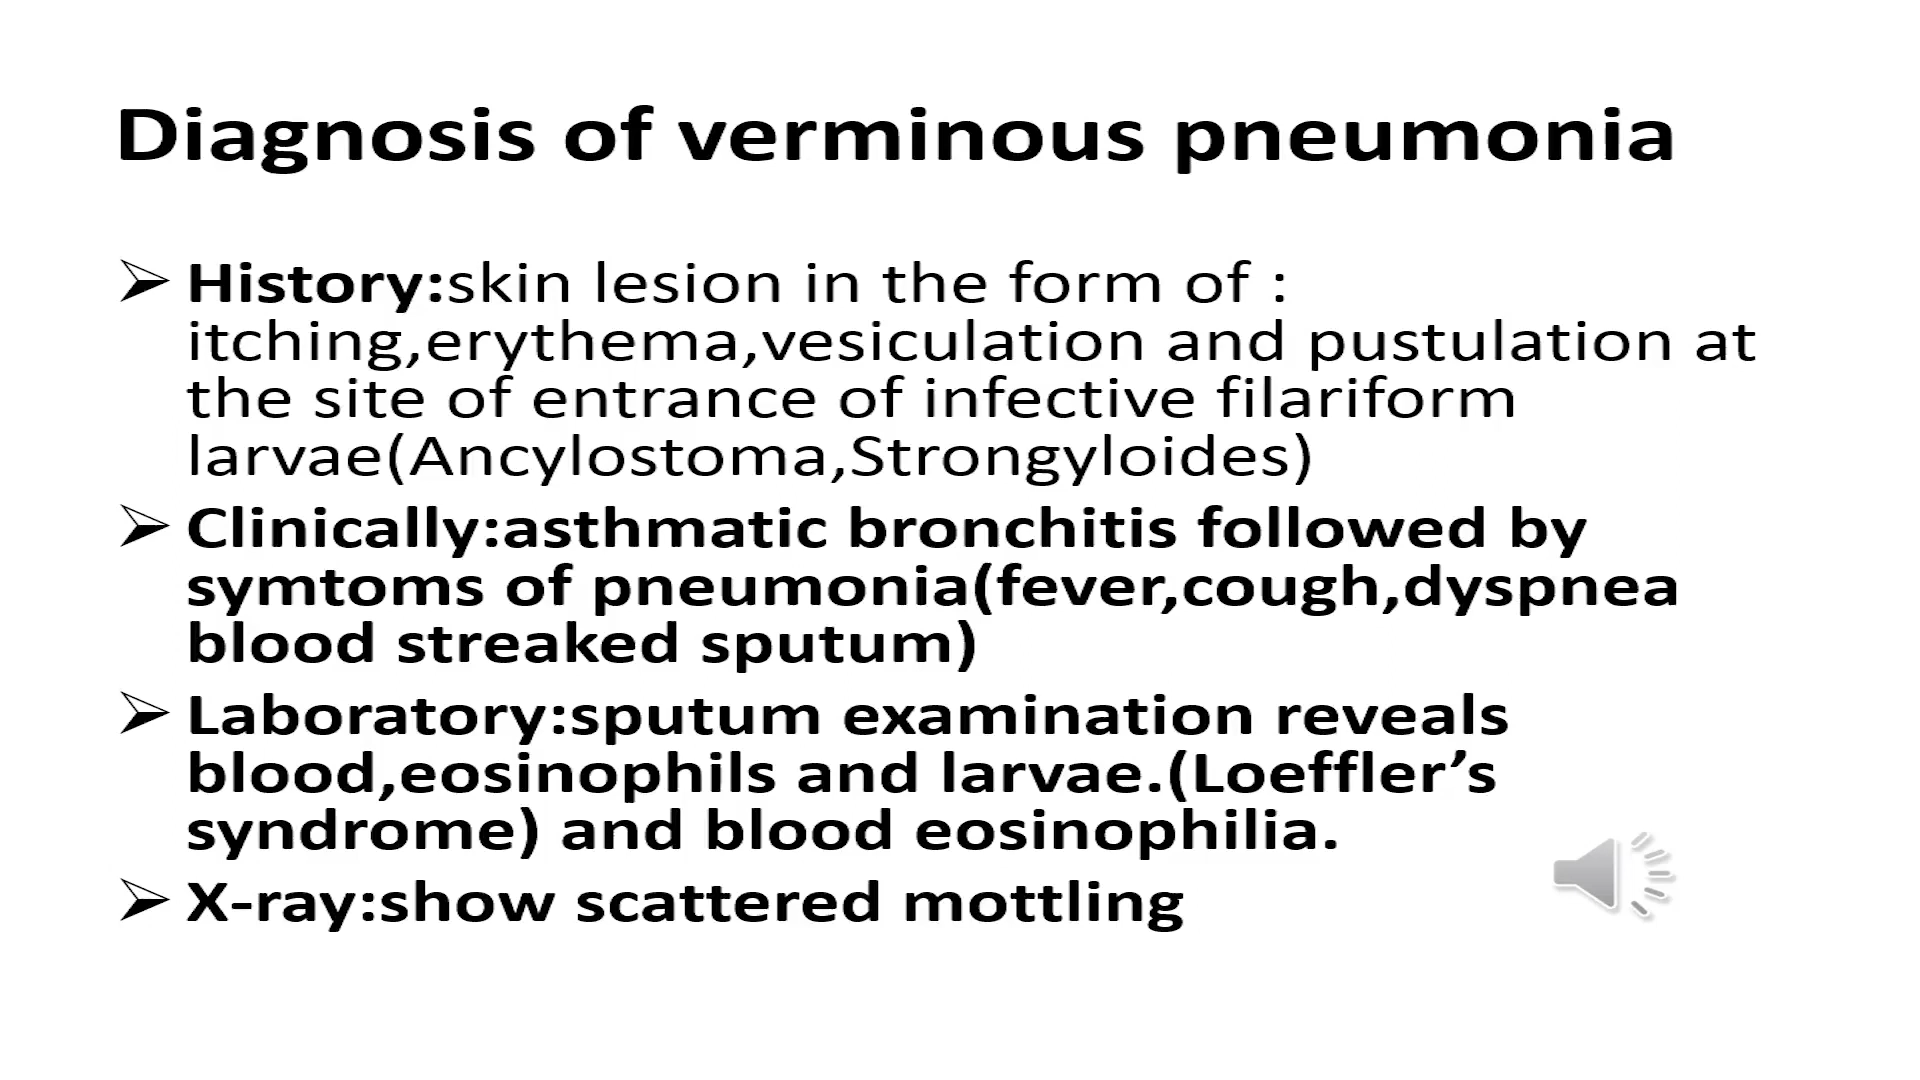 Diagnosis of verminous pneumonia
History:skin lesion in the form of :
itching,erythema,vesiculation and pustulation at
the site of entrance of infective filariform
larvae(Ancylostoma,Strongyloides)
Clinically:asthmatic bronchitis followed by
symtoms of pneumonia(fever,cough,dyspnea
blood streaked sputum)
Laboratory:sputum examination reveals
blood,eosinophils and larvae.(Loeffler’s
syndrome) and blood eosinophilia.
X-ray:show scattered mottling